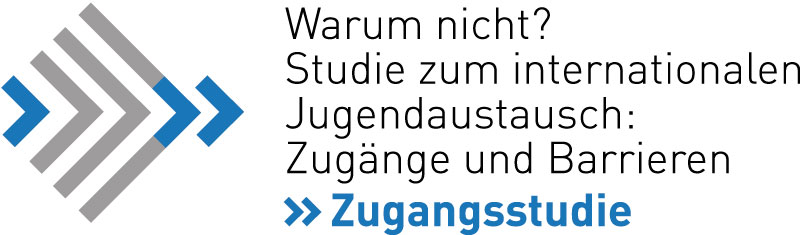 Warum nicht?
Studie zum internationalen
Jugendaustausch:
Zugänge und Barrieren
Zugangsstudie